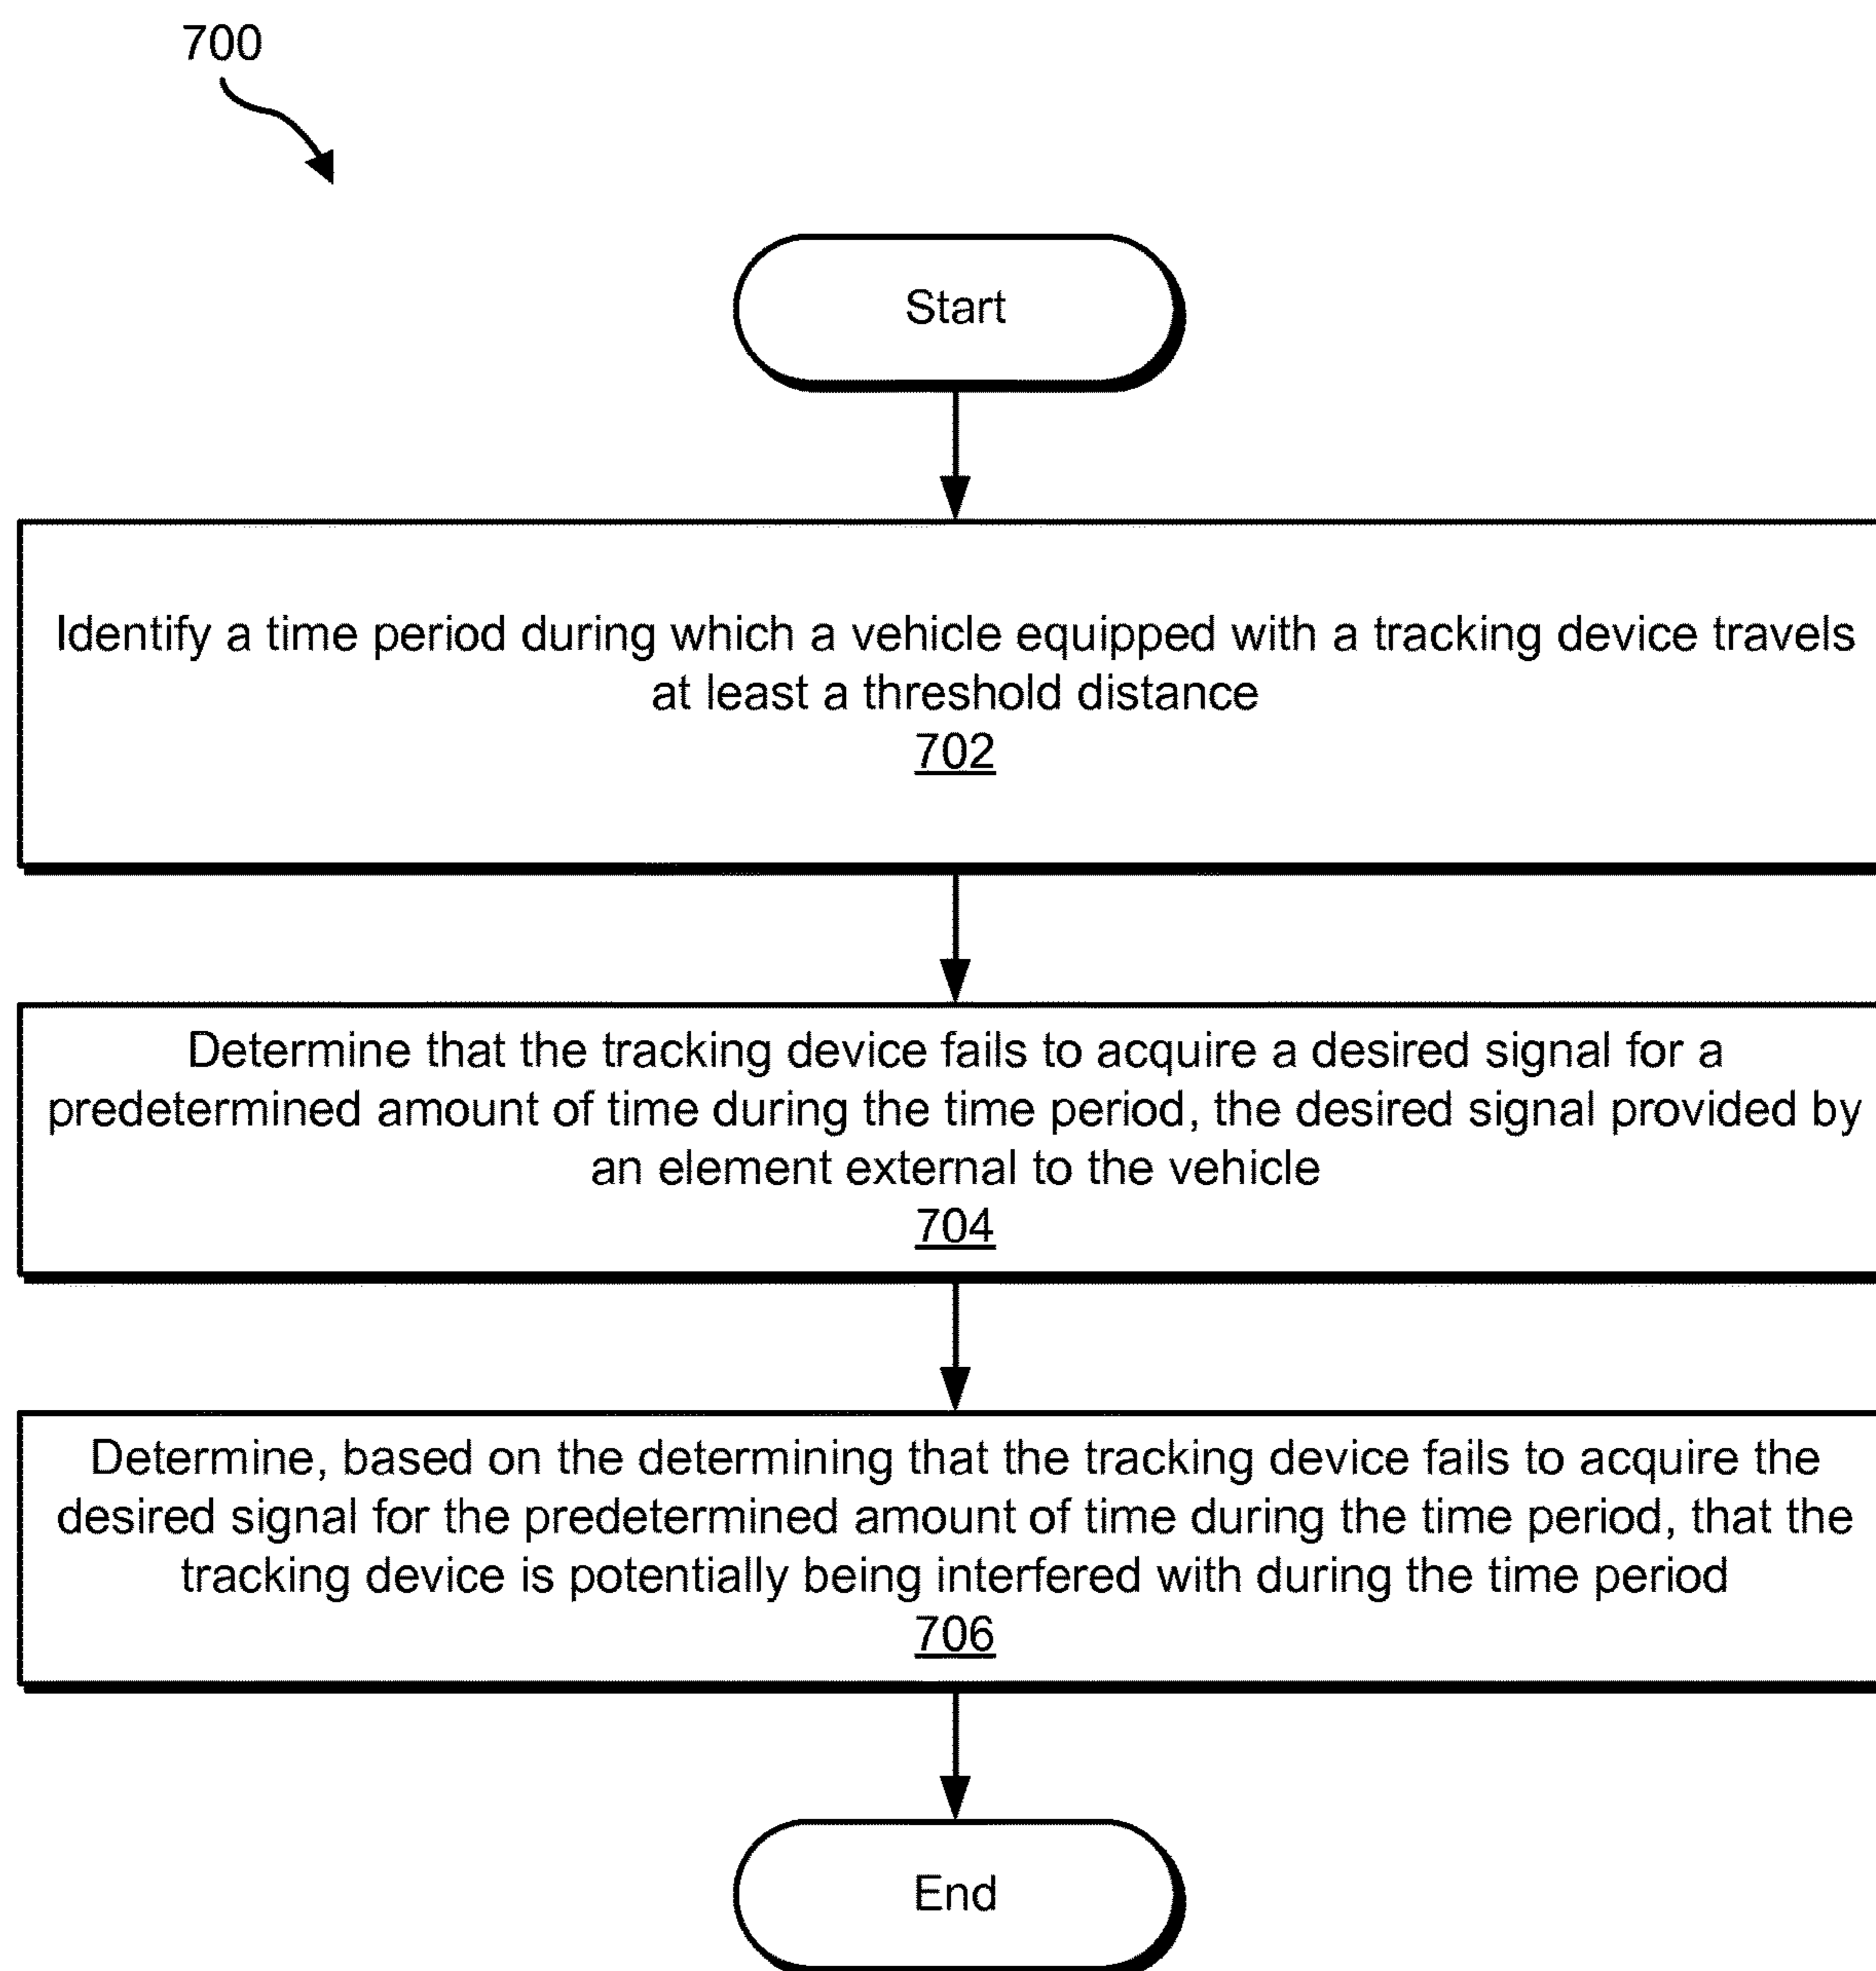 700
Start
Identify a time period during which a vehicle equipped with a tracking device travels
at least a threshold distance
702
Determine that the tracking device fails to acquire a desired signal for a
predetermined amount of time during the time period, the desired signal provided by
an element external to the vehicle
704
Determine, based on the determining that the tracking device fails to acquire the
desired signal for the predetermined amount of time during the time period, that the
tracking device is potentially being interfered with during the time period
706
End